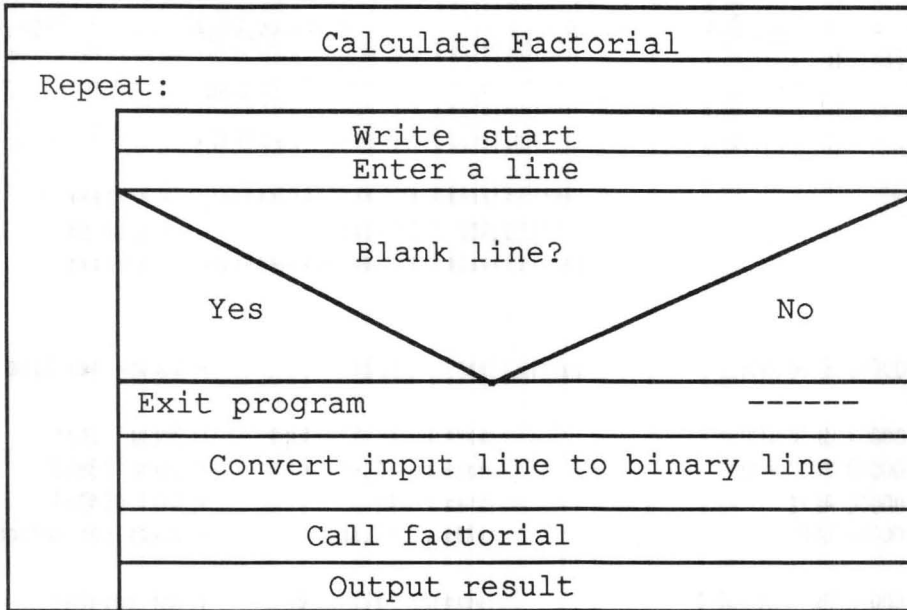 Calculate Factorial
Repeat:
Write start
Enter a line
Blank line?
Yes
No
Exit program
------
Convert input line to binary line
Call factorial
Output result